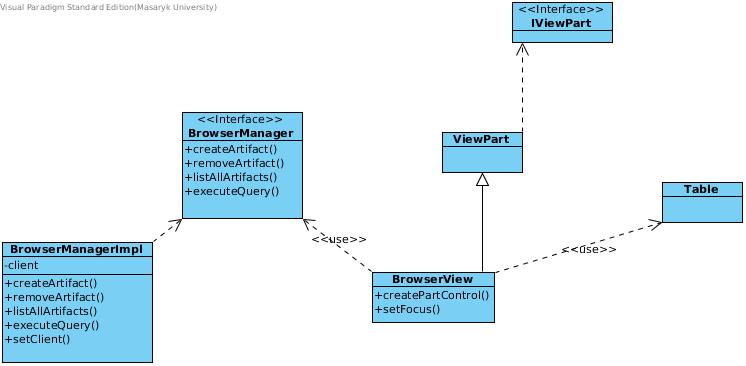 Visual Paradigm Standard Edition(Masaryk University)
<<Interface>>
IViewPart
<<Interface>>
BrowserManager
+createArtifact()
+removeArtifact()
+listAllArtifacts()
+executeQuery()
ViewPart
Table
<<use>>
<<use>>
BrowserManagerImpl
-client
+createArtifact()
+removeArtifact()
+listAllArtifacts()
+executeQuery()
+setClient()
BrowserView
+createPartControl()
+setFocus()